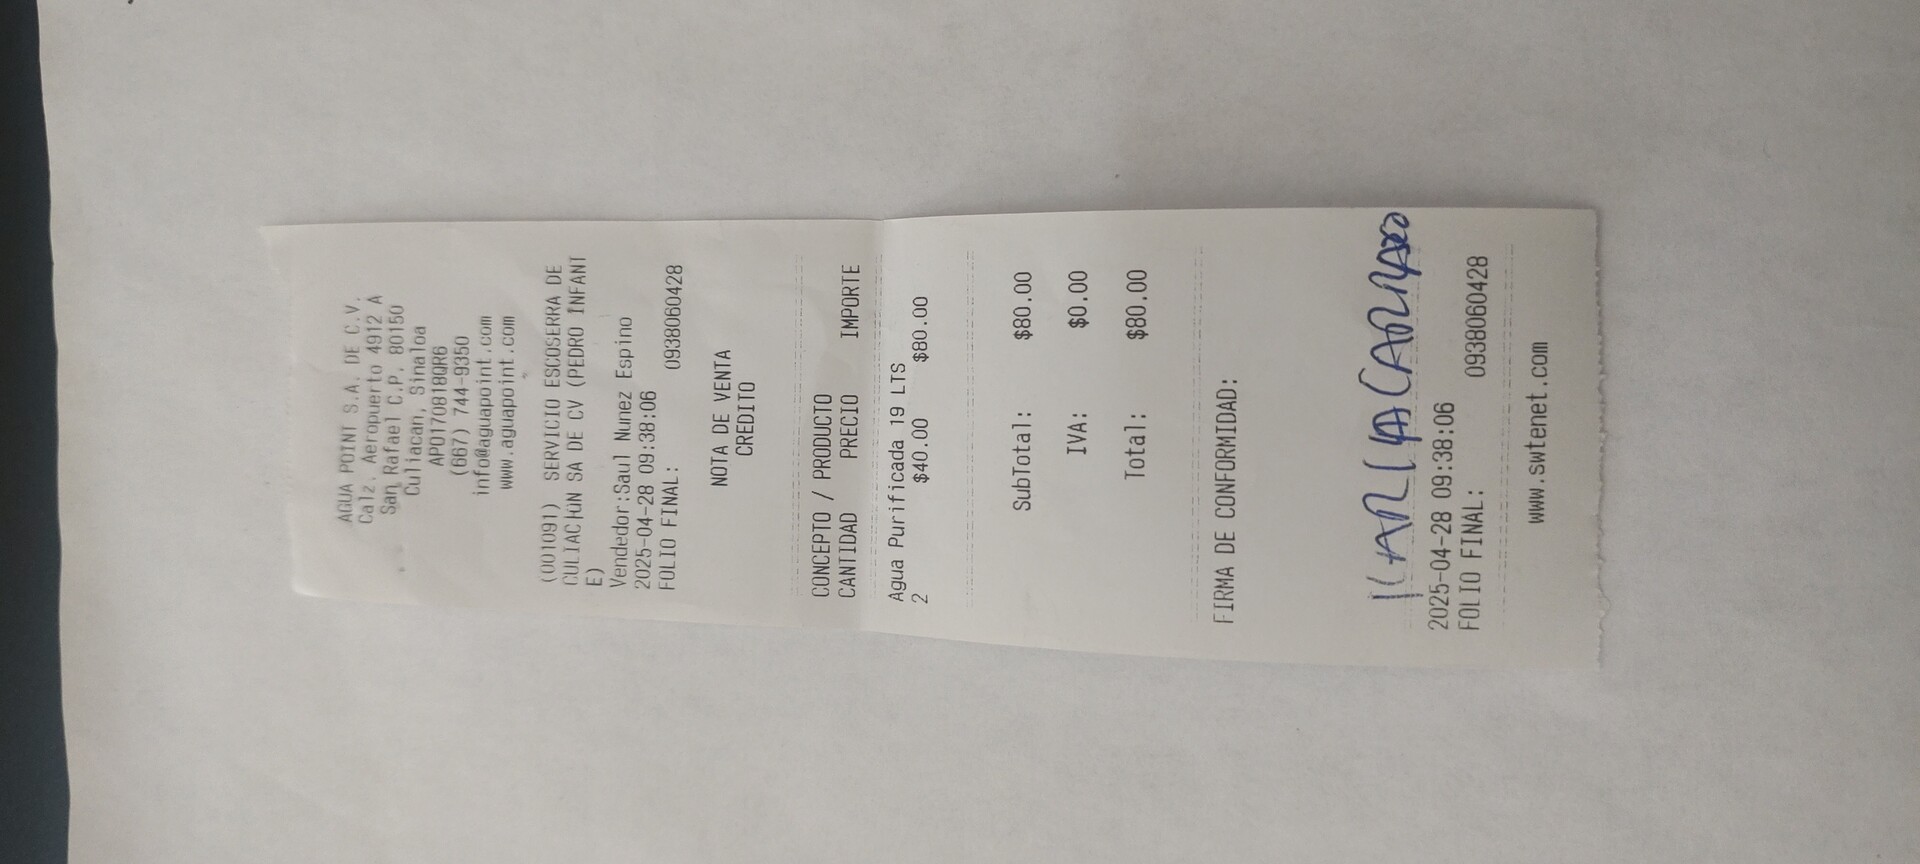 AGUA POINT S.A. DE C.V.
Calz. Aeropuerto 4912 A
San Rafael C.P. 80150
Culiacan, Sinaloa
APO170818QR6
(667) 744-9350
info@aguapoint.com
www.aguapoint.com
(001091) SERVICIO ESCOSERRA DE
CULIAC HúN SA DE CV (PEDRO INFANT
E)
Vendedor:Saul Nunez Espino
2025-04-28 09:38:06
FOLIO FINAL: 0938060428
NOTA DE VENTA
CREDITO
CONCEPTO / PRODUCTO
CANTIDAD PRECIO IMPORTE
Agua Purificada 19 LTS
2 $40.00 $80.00
SubTotal: $80.00
IVA: $0.00
Total: $80.00
FIRMA DE CONFORMIDAD:
2025-04-28 09:38:06
FOLIO FINAL: 0938060428
www.swtenet.com